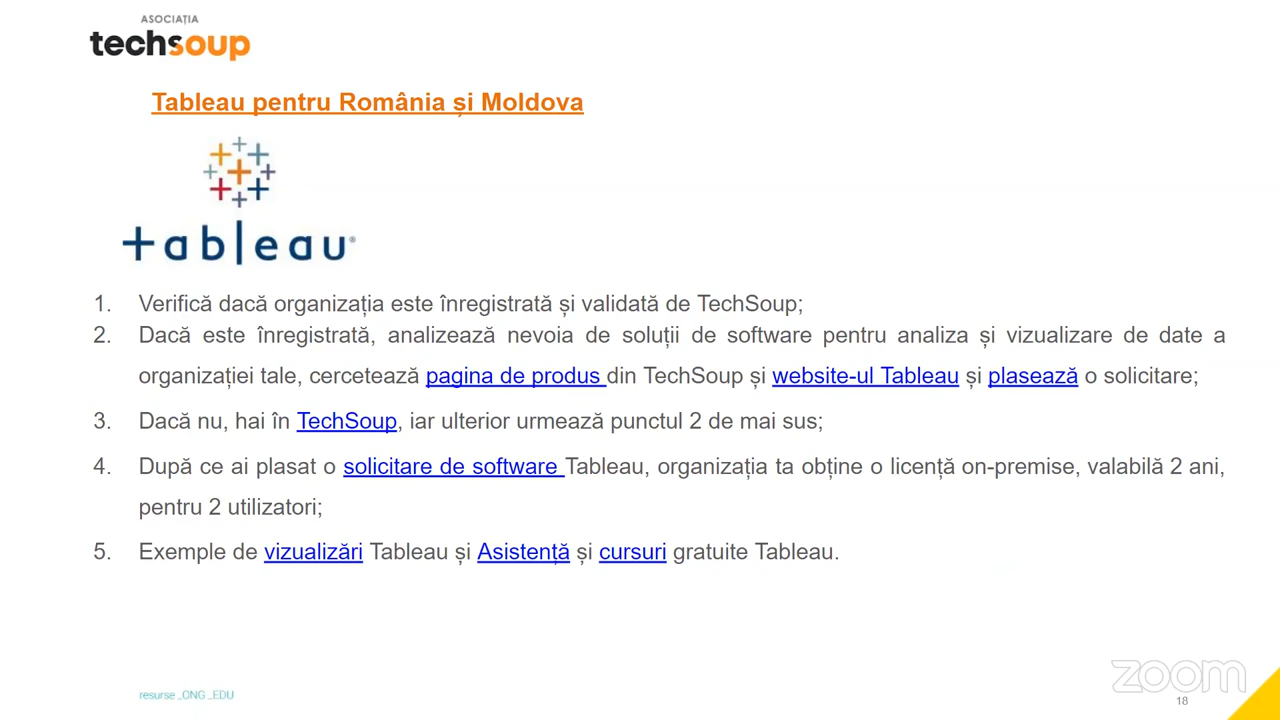 ASOCIAȚIA
techsoup
Tableau pentru România și Moldova
+ableau®
1. Verifică dacă organizația este înregistrată și validată de TechSoup;
2. Dacă este înregistrată, analizează nevoia de soluții de software pentru analiza și vizualizare de date a
organizației tale, cercetează pagina de produs din TechSoup și website-ul Tableau și plasează o solicitare;
3. Dacă nu, hai în TechSoup, iar ulterior urmează punctul 2 de mai sus;
4. După ce ai plasat o solicitare de software Tableau, organizația ta obține o licență on-premise, valabilă 2 ani,
pentru 2 utilizatori;
5. Exemple de vizualizări Tableau și Asistență și cursuri gratuite Tableau.
zoom
resurse _ONG _EDU
18